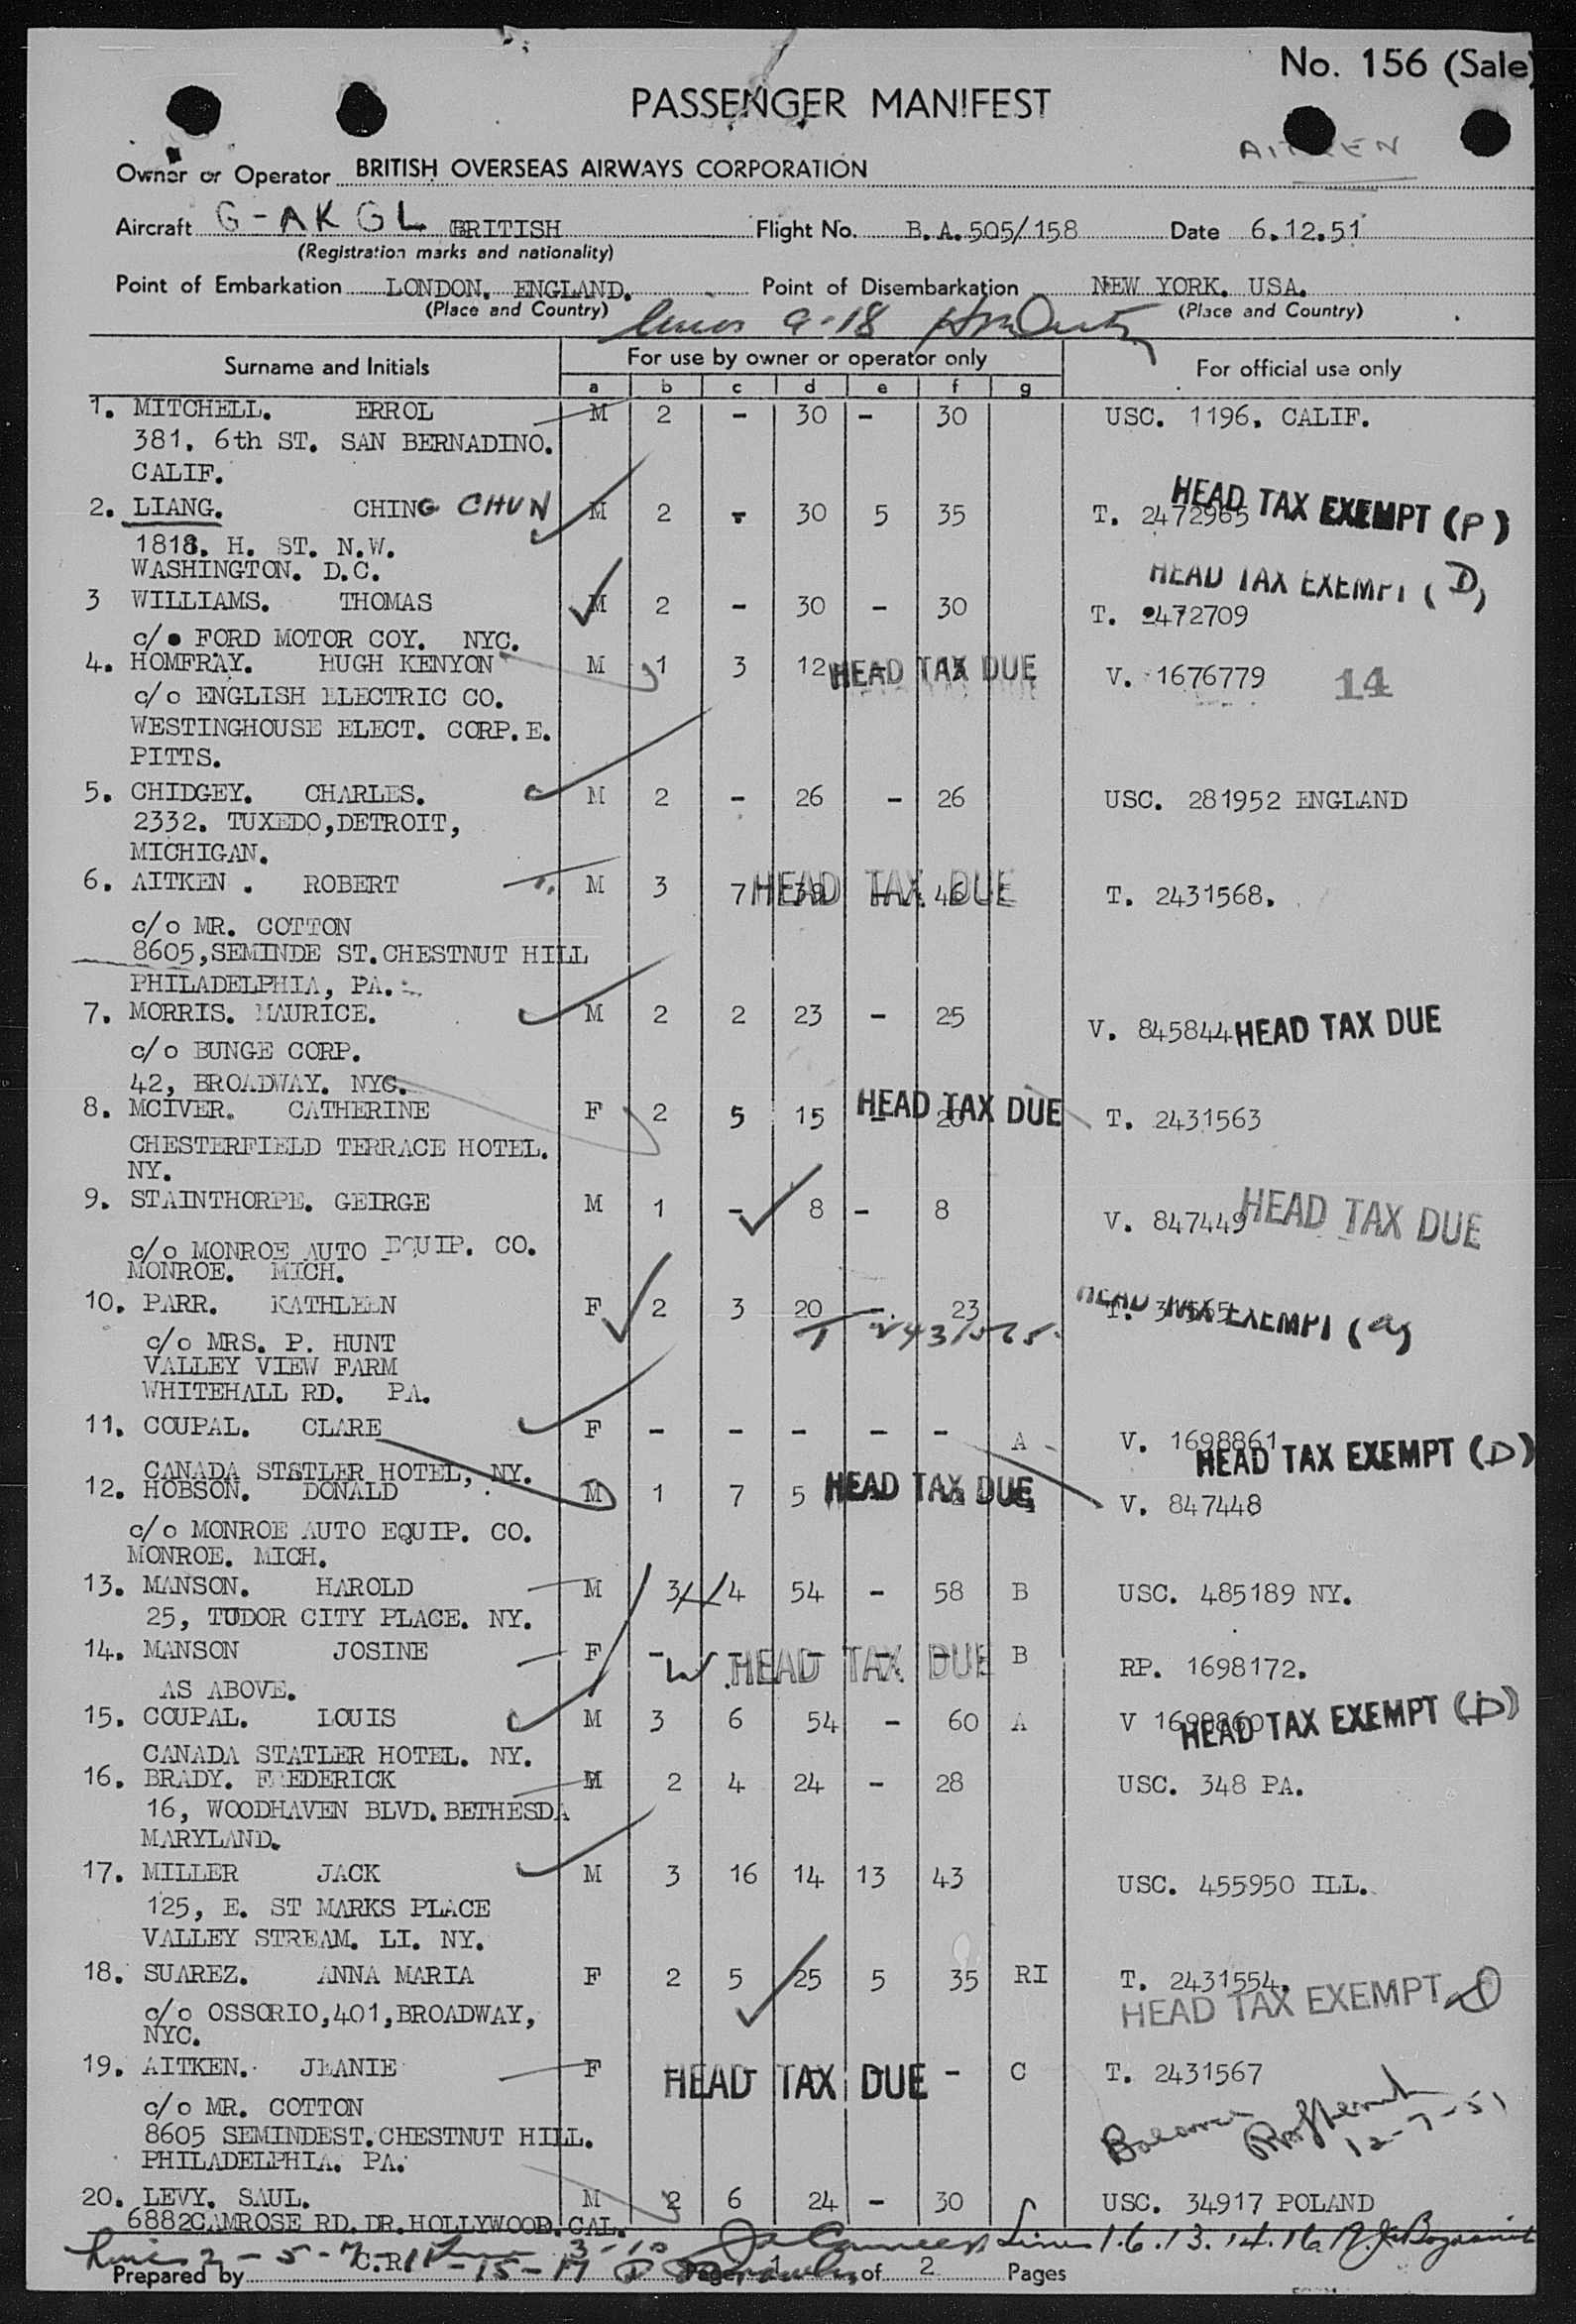 No. 156 (Sale)
PASSENGER MANIFEST
AITKEN
Owner or Operator BRITISH OVERSEAS AIRWAYS CORPORATION
Aircraft G-AKGL BRITISH Flight No. B.A. 505/158 Date 6.12.51
(Registration marks and nationality)
Point of Embarkation LONDON. ENGLAND. Point of Disembarkation NEW YORK. USA.
(Place and Country) (Place and Country)
9-18
Surname and Initials For use by owner or operator only For official use only
a b c d e f g
1. MITCHELL. ERROL M 2 - 30 - 30 USC. 1196. CALIF.
381. 6th ST. SAN BERNADINO.
CALIF.
2. LIANG. CHING CHUN M 2 - 30 5 35 T. 2472965 HEAD TAX EXEMPT (P)
1818. H. ST. N.W.
WASHINGTON. D.C.
HEAD TAX EXEMPT (D)
3 WILLIAMS. THOMAS M 2 - 30 - 30 T. 2472709
c/o FORD MOTOR COY. NYC.
4. HOMFRAY. HUGH KENYON M 1 3 12 HEAD TAX DUE V. 1676779 14
c/o ENGLISH ELECTRIC CO.
WESTINGHOUSE ELECT. CORP. E.
PITTS.
5. CHIDGEY. CHARLES. M 2 - 26 - 26 USC. 281952 ENGLAND
2332. TUXEDO, DETROIT,
MICHIGAN.
6. AITKEN . ROBERT M 3 7 39 - 46 HEAD TAX DUE T. 2431568.
c/o MR. COTTON
8605, SEMINDE ST. CHESTNUT HILL
PHILADELPHIA, PA.
7. MORRIS. MAURICE. M 2 2 23 - 25 V. 845844 HEAD TAX DUE
c/o BUNGE CORP.
42, BROADWAY. NYC.
8. MCIVER. CATHERINE F 2 5 15 - 20 HEAD TAX DUE T. 2431563
CHESTERFIELD TERRACE HOTEL.
NY.
9. STAINTHORPE. GEIRGE M 1 - 8 - 8 V. 847449 HEAD TAX DUE
c/o MONROE AUTO EQUIP. CO.
MONROE. MICH.
10. PARR. KATHLEEN F 2 3 20 - 23 T. HEAD TAX EXEMPT (a)
c/o MRS. P. HUNT
VALLEY VIEW FARM
WHITEHALL RD. PA.
11. COUPAL. CLARE F - - - - - A V. 1698861
HEAD TAX EXEMPT (D)
CANADA STATLER HOTEL, NY.
12. HOBSON. DONALD M 1 7 5 HEAD TAX DUE V. 847448
c/o MONROE AUTO EQUIP. CO.
MONROE. MICH.
13. MANSON. HAROLD M 3 4 54 - 58 B USC. 485189 NY.
25, TUDOR CITY PLACE. NY.
14. MANSON JOSINE F - - - - - B HEAD TAX DUE RP. 1698172.
AS ABOVE.
15. COUPAL. LOUIS M 3 6 54 - 60 A V 1698860 HEAD TAX EXEMPT (D)
CANADA STATLER HOTEL. NY.
16. BRADY. FREDERICK M 2 4 24 - 28 USC. 348 PA.
16, WOODHAVEN BLVD. BETHESDA
MARYLAND.
17. MILLER JACK M 3 16 14 13 43 USC. 455950 ILL.
125, E. ST MARKS PLACE
VALLEY STREAM. LI. NY.
18. SUAREZ. ANNA MARIA F 2 5 25 5 35 RI T. 2431554.
HEAD TAX EXEMPT
c/o OSSORIO, 401, BROADWAY,
NYC.
19. AITKEN. JEANIE F HEAD TAX DUE - C T. 2431567
c/o MR. COTTON
8605 SEMINDEST. CHESTNUT HILL.
PHILADELPHIA. PA.
12-7-51
20. LEVY. SAUL. M 2 6 24 - 30 USC. 34917 POLAND
6882 CAMROSE RD. DR. HOLLYWOOD. CAL.
Lines 1.6.13.14.16.19.
Lines 2-5-7-11-15-17
Prepared by C.R. Page 1 of 2 Pages